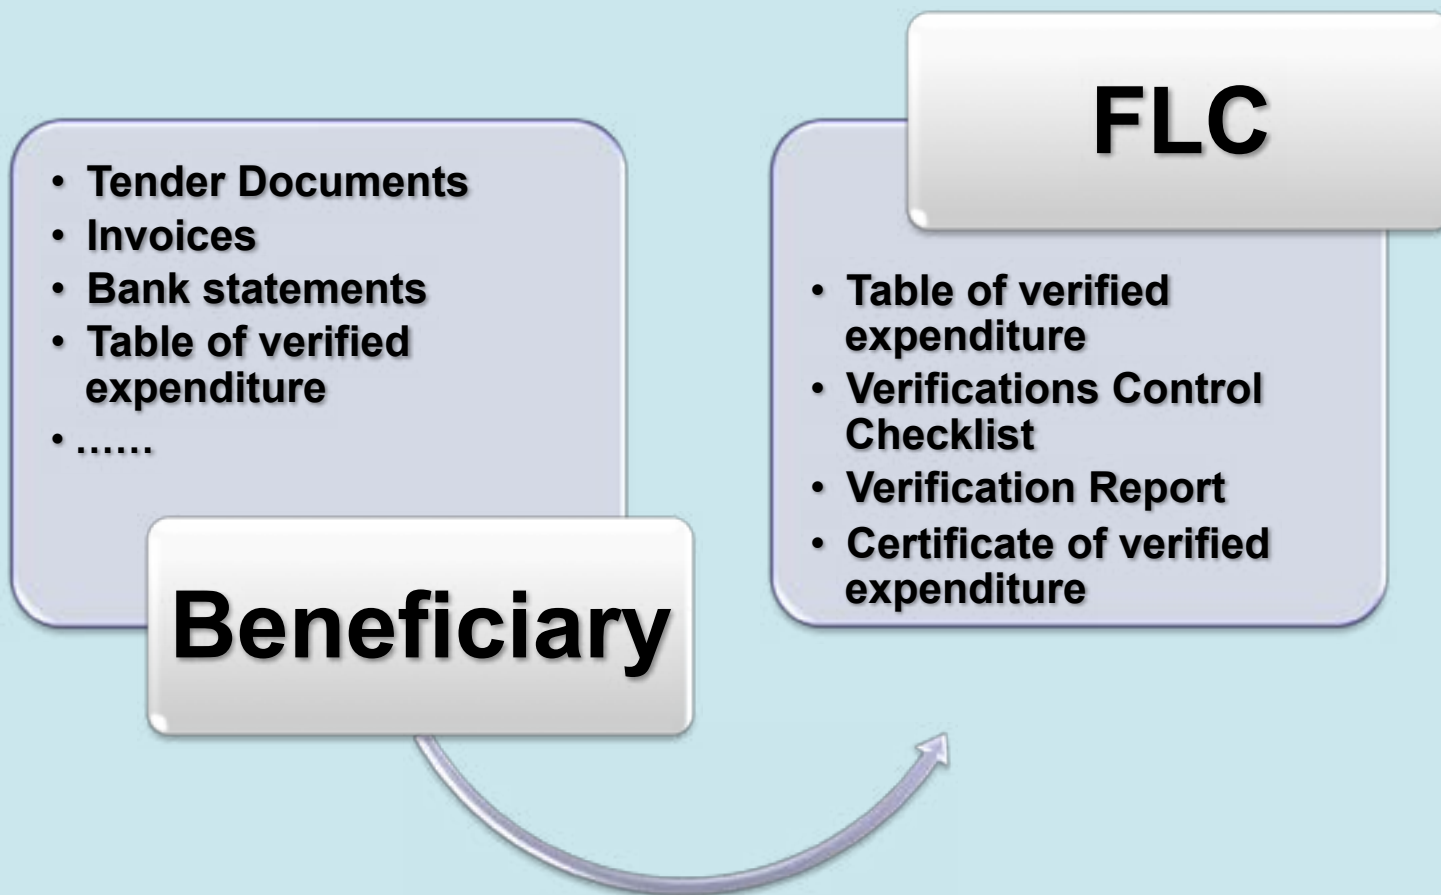 • Tender Documents
• Invoices
• Bank statements
• Table of verified
expenditure
• ......
Beneficiary
FLC
• Table of verified
expenditure
• Verifications Control
Checklist
• Verification Report
• Certificate of verified
expenditure